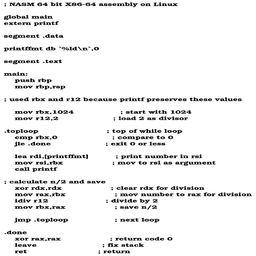 ; NASM 64 bit X86-64 assembly on Linux
global main
extern printf
segment .data
printffmt db `%ld\n`,0
segment .text
main:
push rbp
mov rbp,rsp
; used rbx and r12 because printf preserves these values
mov rbx,1024 ; start with 1024
mov r12,2 ; load 2 as divisor
.toploop ; top of while loop
cmp rbx,0 ; compare to 0
jle .done ; exit 0 or less
lea rdi,[printffmt] ; print number in rsi
mov rsi,rbx ; mov to rsi as argument
call printf
; calculate n/2 and save
xor rdx,rdx ; clear rdx for division
mov rax,rbx ; mov number to rax for division
idiv r12 ; divide by 2
mov rbx,rax ; save n/2
jmp .toploop ; next loop
.done
xor rax,rax ; return code 0
leave ; fix stack
ret ; return